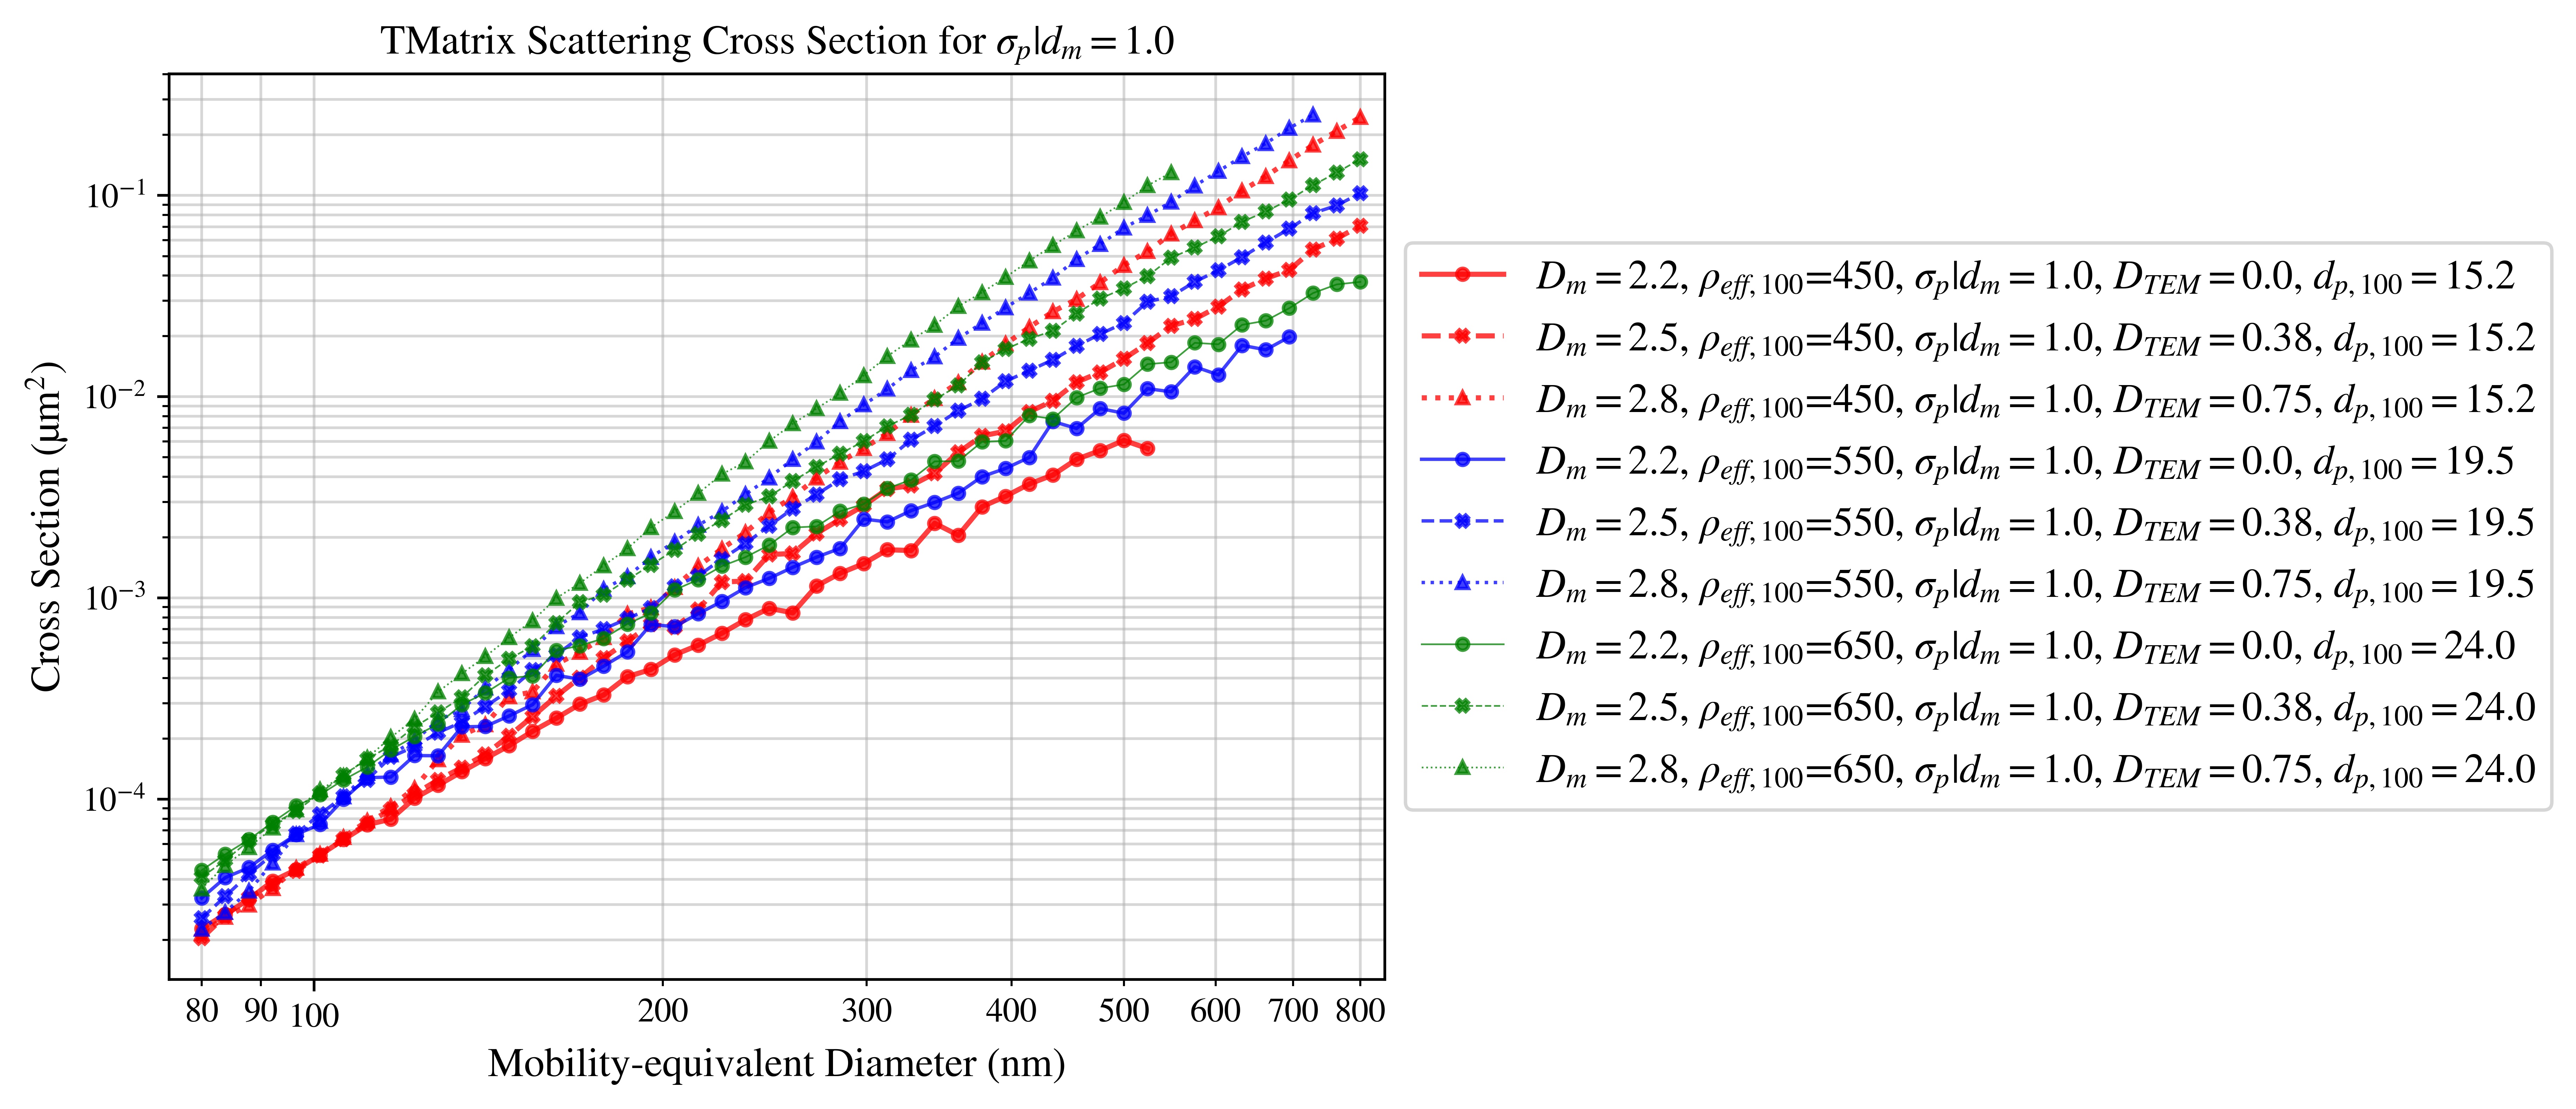 TMatrix Scattering Cross Section for σp|dm = 1.0
Cross Section (μm²)
10⁻¹
10⁻²
10⁻³
10⁻⁴
80 90 100 200 300 400 500 600 700 800
Mobility-equivalent Diameter (nm)
Dm = 2.2, ρeff,100=450, σp|dm = 1.0, DTEM = 0.0, dp,100 = 15.2
Dm = 2.5, ρeff,100=450, σp|dm = 1.0, DTEM = 0.38, dp,100 = 15.2
Dm = 2.8, ρeff,100=450, σp|dm = 1.0, DTEM = 0.75, dp,100 = 15.2
Dm = 2.2, ρeff,100=550, σp|dm = 1.0, DTEM = 0.0, dp,100 = 19.5
Dm = 2.5, ρeff,100=550, σp|dm = 1.0, DTEM = 0.38, dp,100 = 19.5
Dm = 2.8, ρeff,100=550, σp|dm = 1.0, DTEM = 0.75, dp,100 = 19.5
Dm = 2.2, ρeff,100=650, σp|dm = 1.0, DTEM = 0.0, dp,100 = 24.0
Dm = 2.5, ρeff,100=650, σp|dm = 1.0, DTEM = 0.38, dp,100 = 24.0
Dm = 2.8, ρeff,100=650, σp|dm = 1.0, DTEM = 0.75, dp,100 = 24.0